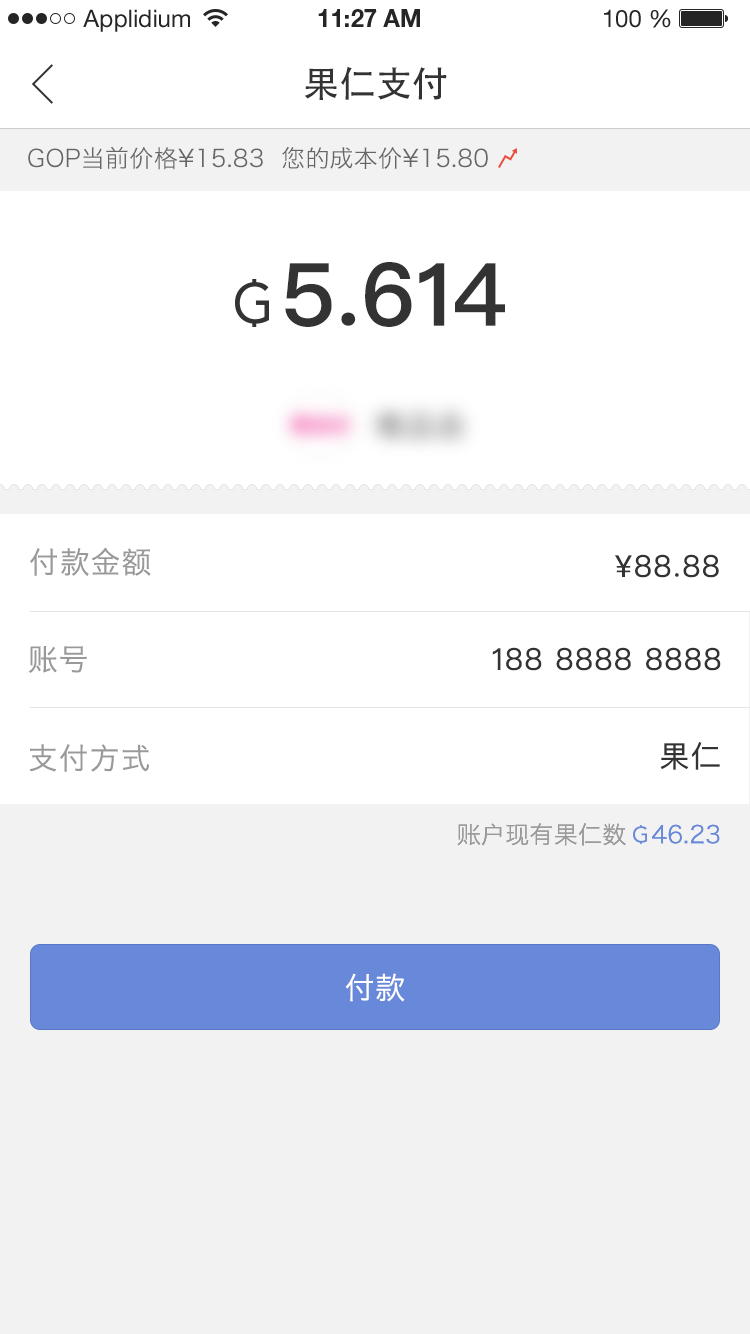 Applidium 11:27 AM 100 %
果仁支付
GOP当前价格¥15.83 您的成本价¥15.80
₲5.614
付款金额 ¥88.88
账号 188 8888 8888
支付方式 果仁
账户现有果仁数 ₲46.23
付款